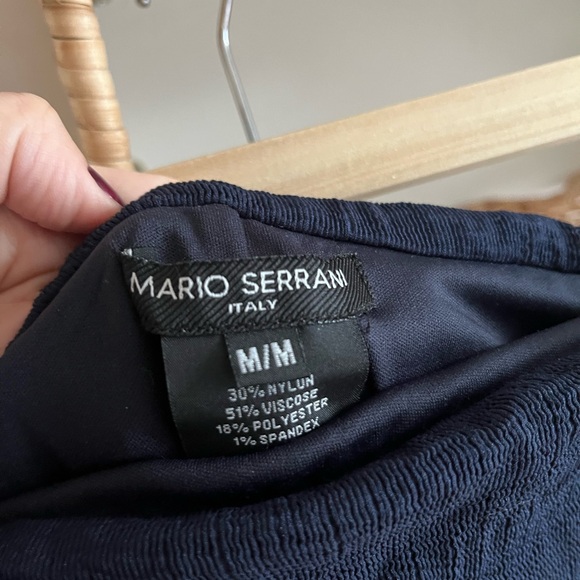 MARIO SERRANI
ITALY
M/M
30% NYLUN
51% VISCOSE
18% POLYESTER
1% SPANDEX